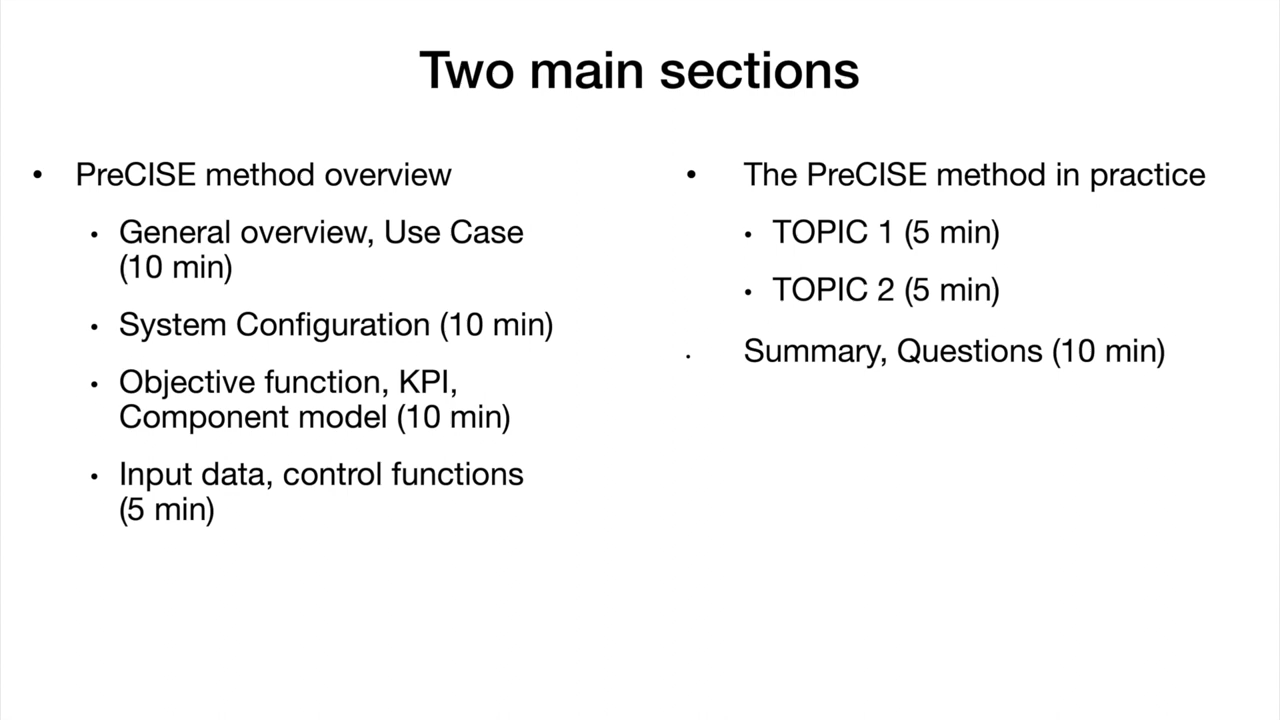 Two main sections
• PreCISE method overview
• General overview, Use Case
(10 min)
• System Configuration (10 min)
• Objective function, KPI,
Component model (10 min)
• Input data, control functions
(5 min)
• The PreCISE method in practice
• TOPIC 1 (5 min)
• TOPIC 2 (5 min)
• Summary, Questions (10 min)